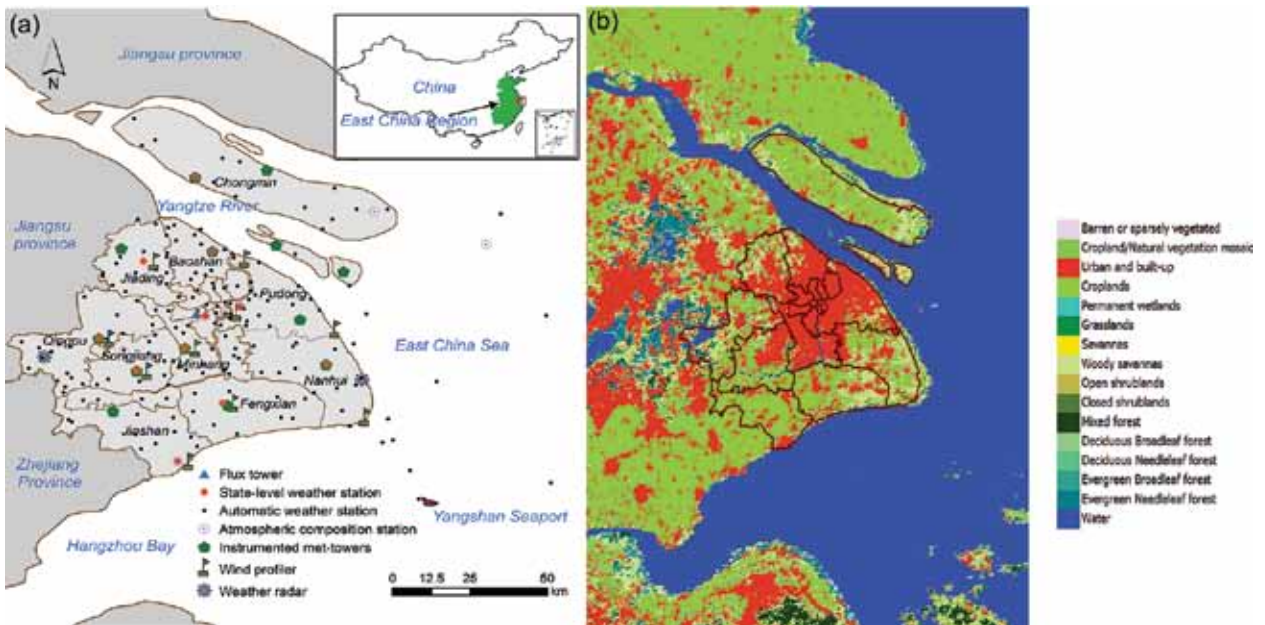 (a)
Jiangsu province
N
China
East China Region
Chongmin
Yangtze River
Jiangsu
province
Baoshan
Jiading
Pudong
Qingpu
Songjiang
Minhang
East China Sea
Nanhui
Fengxian
Jinshan
Zhejiang
Province
Hangzhou Bay
Yangshan Seaport
Flux tower
State-level weather station
Automatic weather station
Atmospheric composition station
Instrumented met-towers
Wind profiler
Weather radar
0 12.5 25 50
km
(b)
Barren or sparsely vegetated
Cropland/Natural vegetation mosaic
Urban and built-up
Croplands
Permanent wetlands
Grasslands
Savannas
Woody savannas
Open shrublands
Closed shrublands
Mixed forest
Deciduous Broadleaf forest
Deciduous Needleleaf forest
Evergreen Broadleaf forest
Evergreen Needleleaf forest
Water